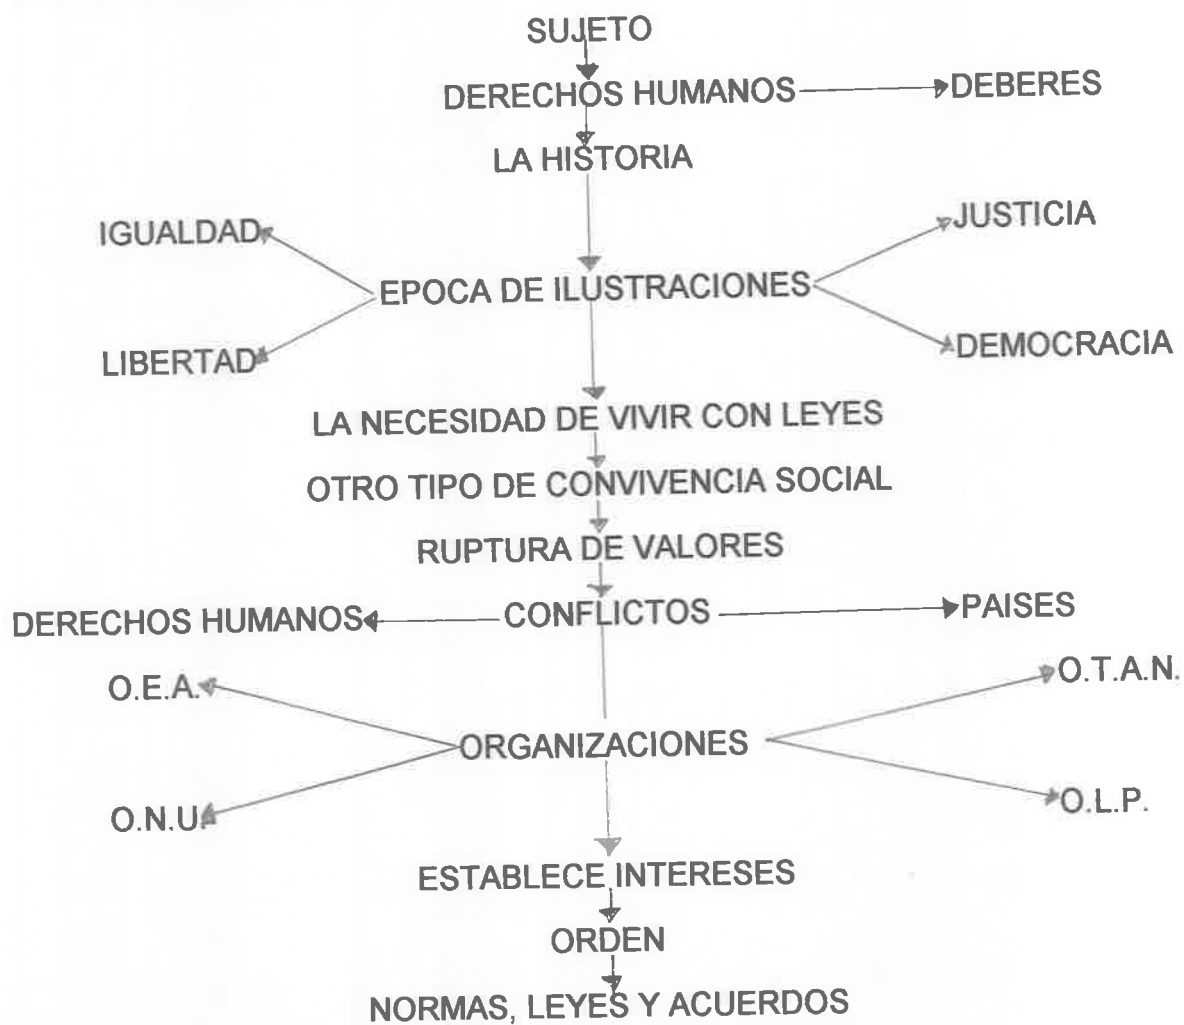 SUJETO
DERECHOS HUMANOS DEBERES
LA HISTORIA
IGUALDAD JUSTICIA
EPOCA DE ILUSTRACIONES
LIBERTAD DEMOCRACIA
LA NECESIDAD DE VIVIR CON LEYES
OTRO TIPO DE CONVIVENCIA SOCIAL
RUPTURA DE VALORES
DERECHOS HUMANOS CONFLICTOS PAISES
O.E.A. O.T.A.N.
ORGANIZACIONES
O.N.U. O.L.P.
ESTABLECE INTERESES
ORDEN
NORMAS, LEYES Y ACUERDOS